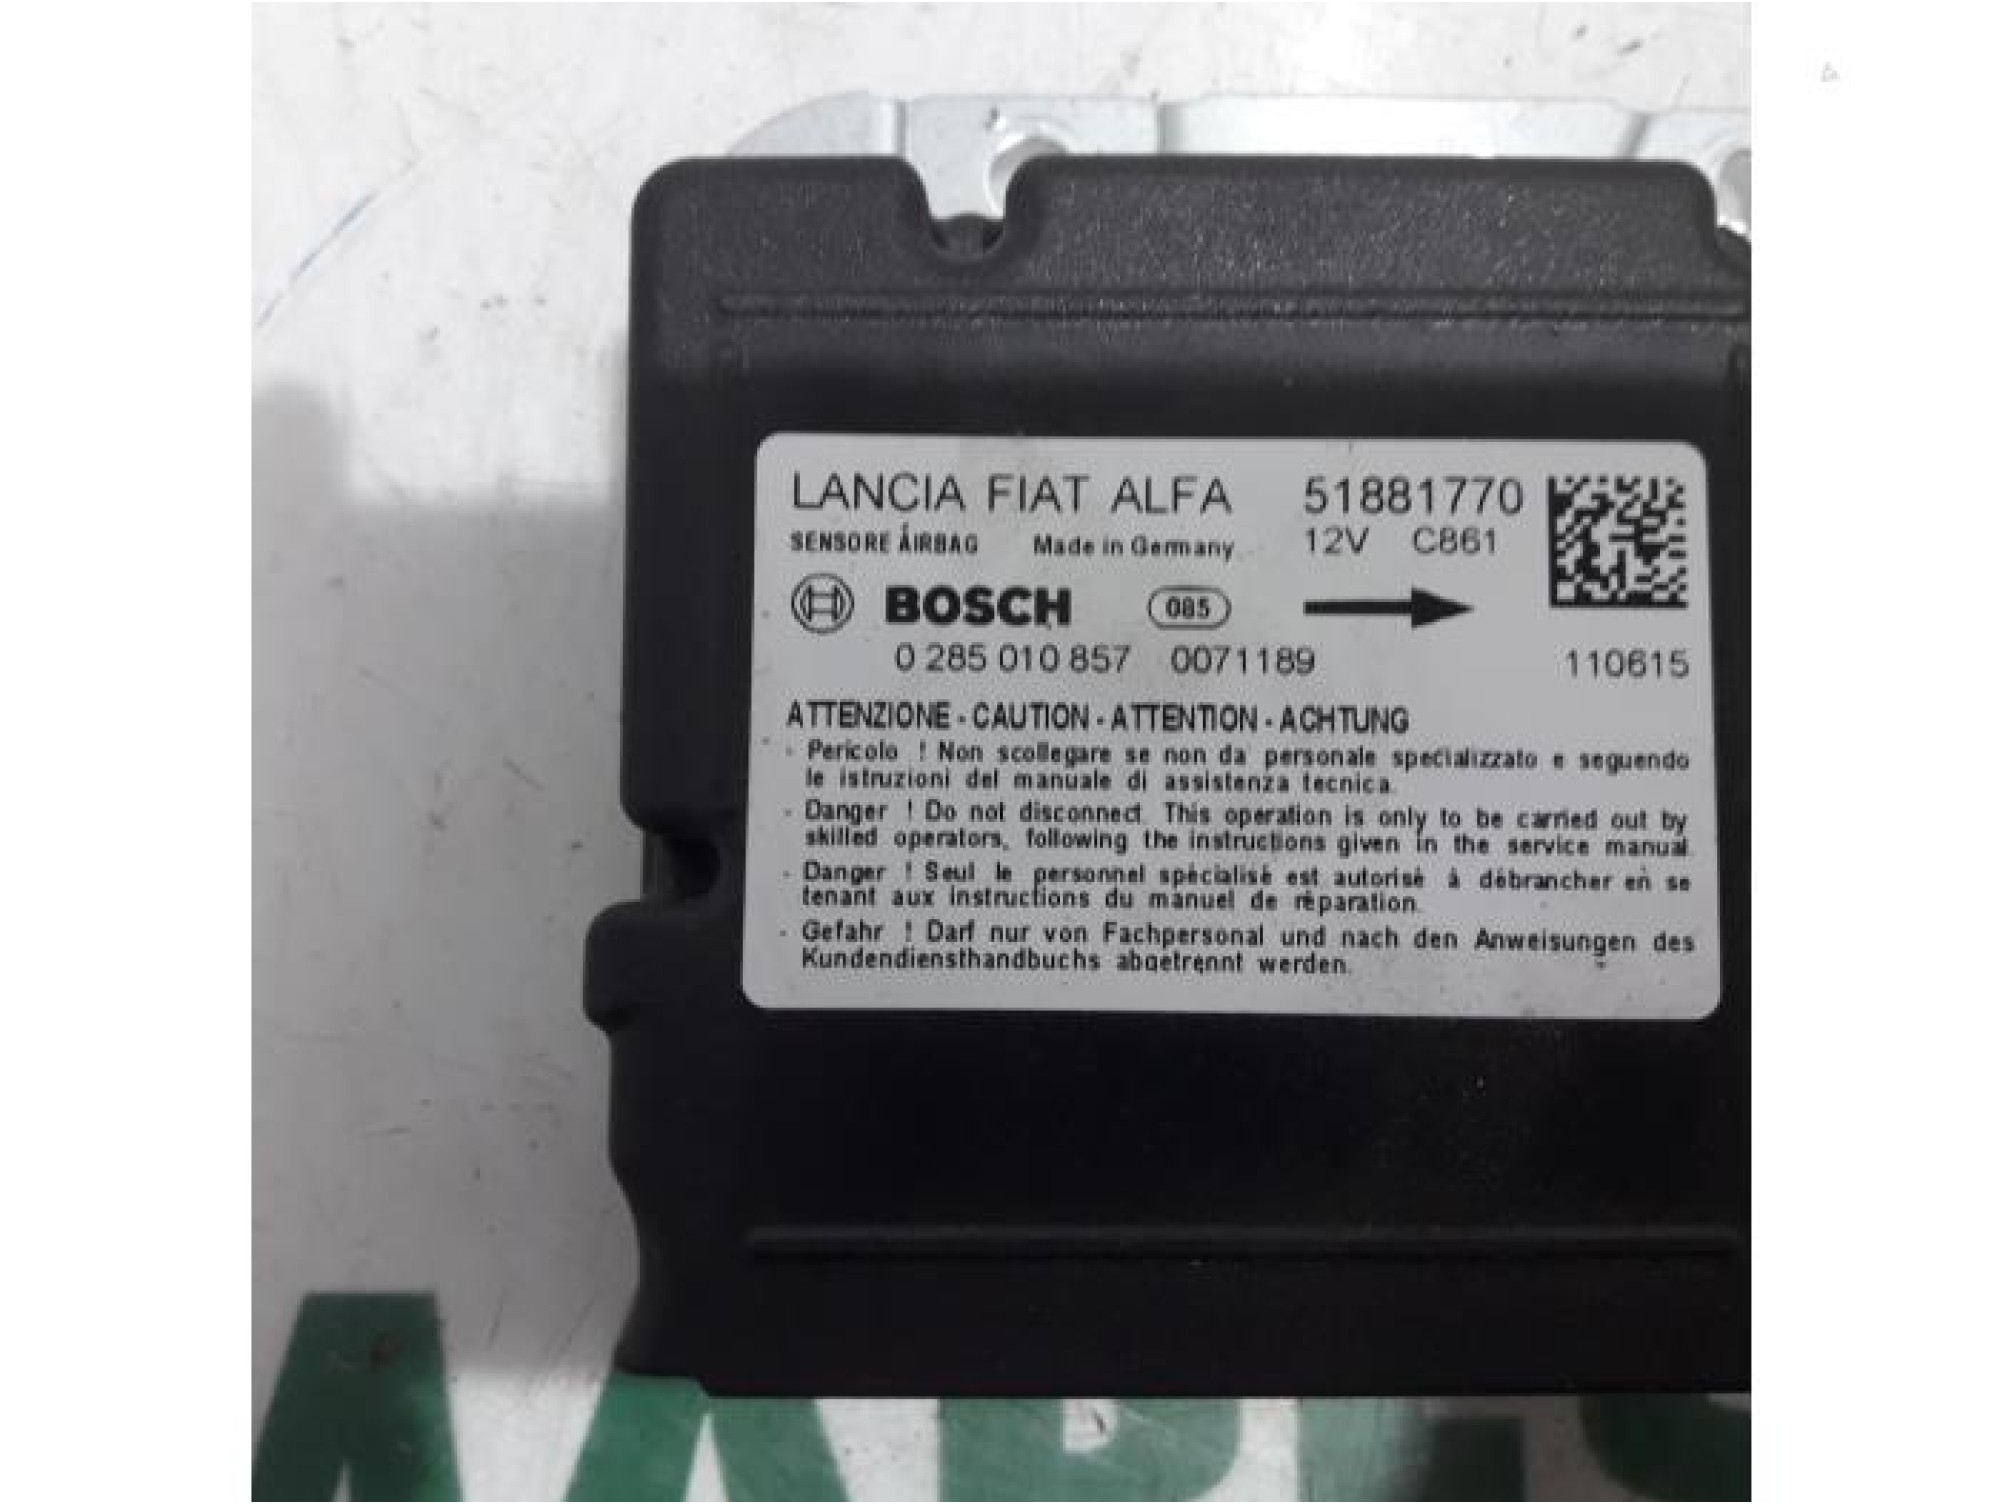 LANCIA FIAT ALFA 51881770
SENSORE AIRBAG Made in Germany 12V C861
BOSCH 085
0 285 010 857 0071189 110615
ATTENZIONE - CAUTION - ATTENTION - ACHTUNG
- Pericolo ! Non scollegare se non da personale specializzato e seguendo
le istruzioni del manuale di assistenza tecnica.
- Danger ! Do not disconnect. This operation is only to be carried out by
skilled operators, following the instructions given in the service manual.
- Danger ! Seul le personnel spécialisé est autorisé à débrancher en se
tenant aux instructions du manuel de réparation.
- Gefahr ! Darf nur von Fachpersonal und nach den Anweisungen des
Kundendiensthandbuchs abgetrennt werden.